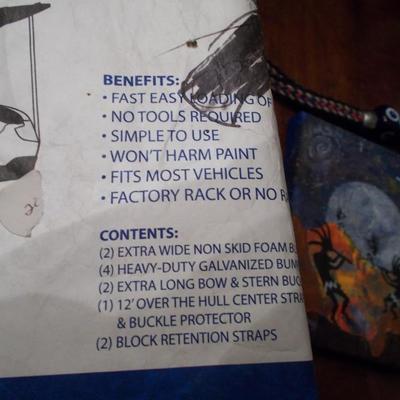 BENEFITS:
• FAST EASY LOADING OF
• NO TOOLS REQUIRED
• SIMPLE TO USE
• WON'T HARM PAINT
• FITS MOST VEHICLES
• FACTORY RACK OR NO
CONTENTS:
(2) EXTRA WIDE NON SKID FOAM
(4) HEAVY-DUTY GALVANIZED
(2) EXTRA LONG BOW & STERN
(1) 12' OVER THE HULL CENTER
& BUCKLE PROTECTOR
(2) BLOCK RETENTION STRAPS